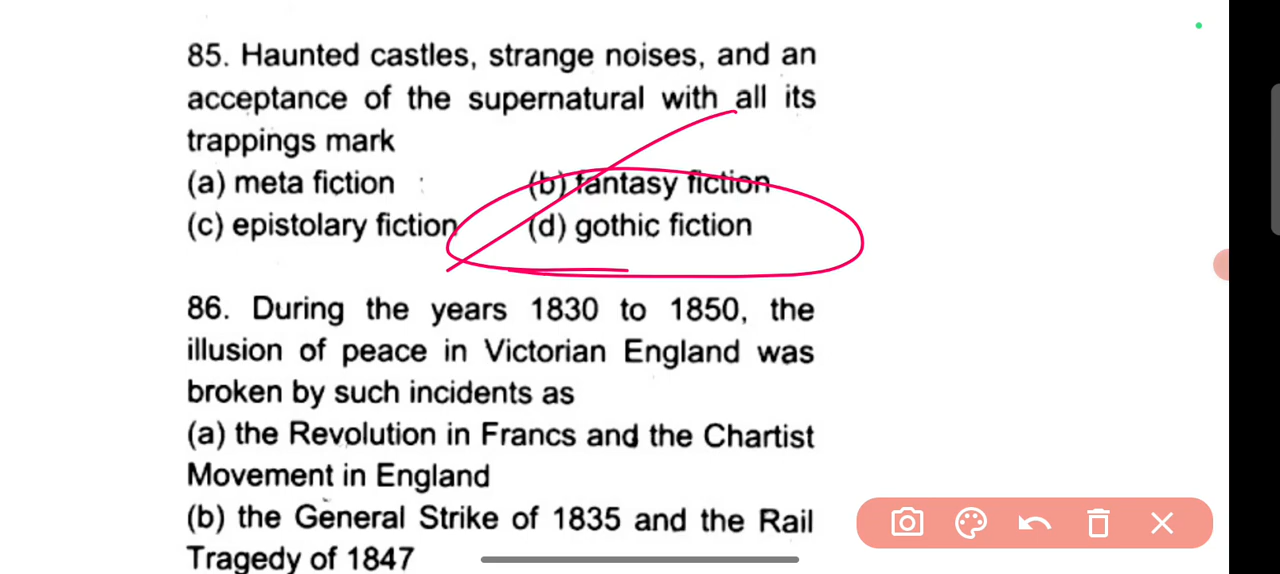 85. Haunted castles, strange noises, and an
acceptance of the supernatural with all its
trappings mark
(a) meta fiction (b) fantasy fiction
(c) epistolary fiction (d) gothic fiction
86. During the years 1830 to 1850, the
illusion of peace in Victorian England was
broken by such incidents as
(a) the Revolution in Francs and the Chartist
Movement in England
(b) the General Strike of 1835 and the Rail
Tragedy of 1847